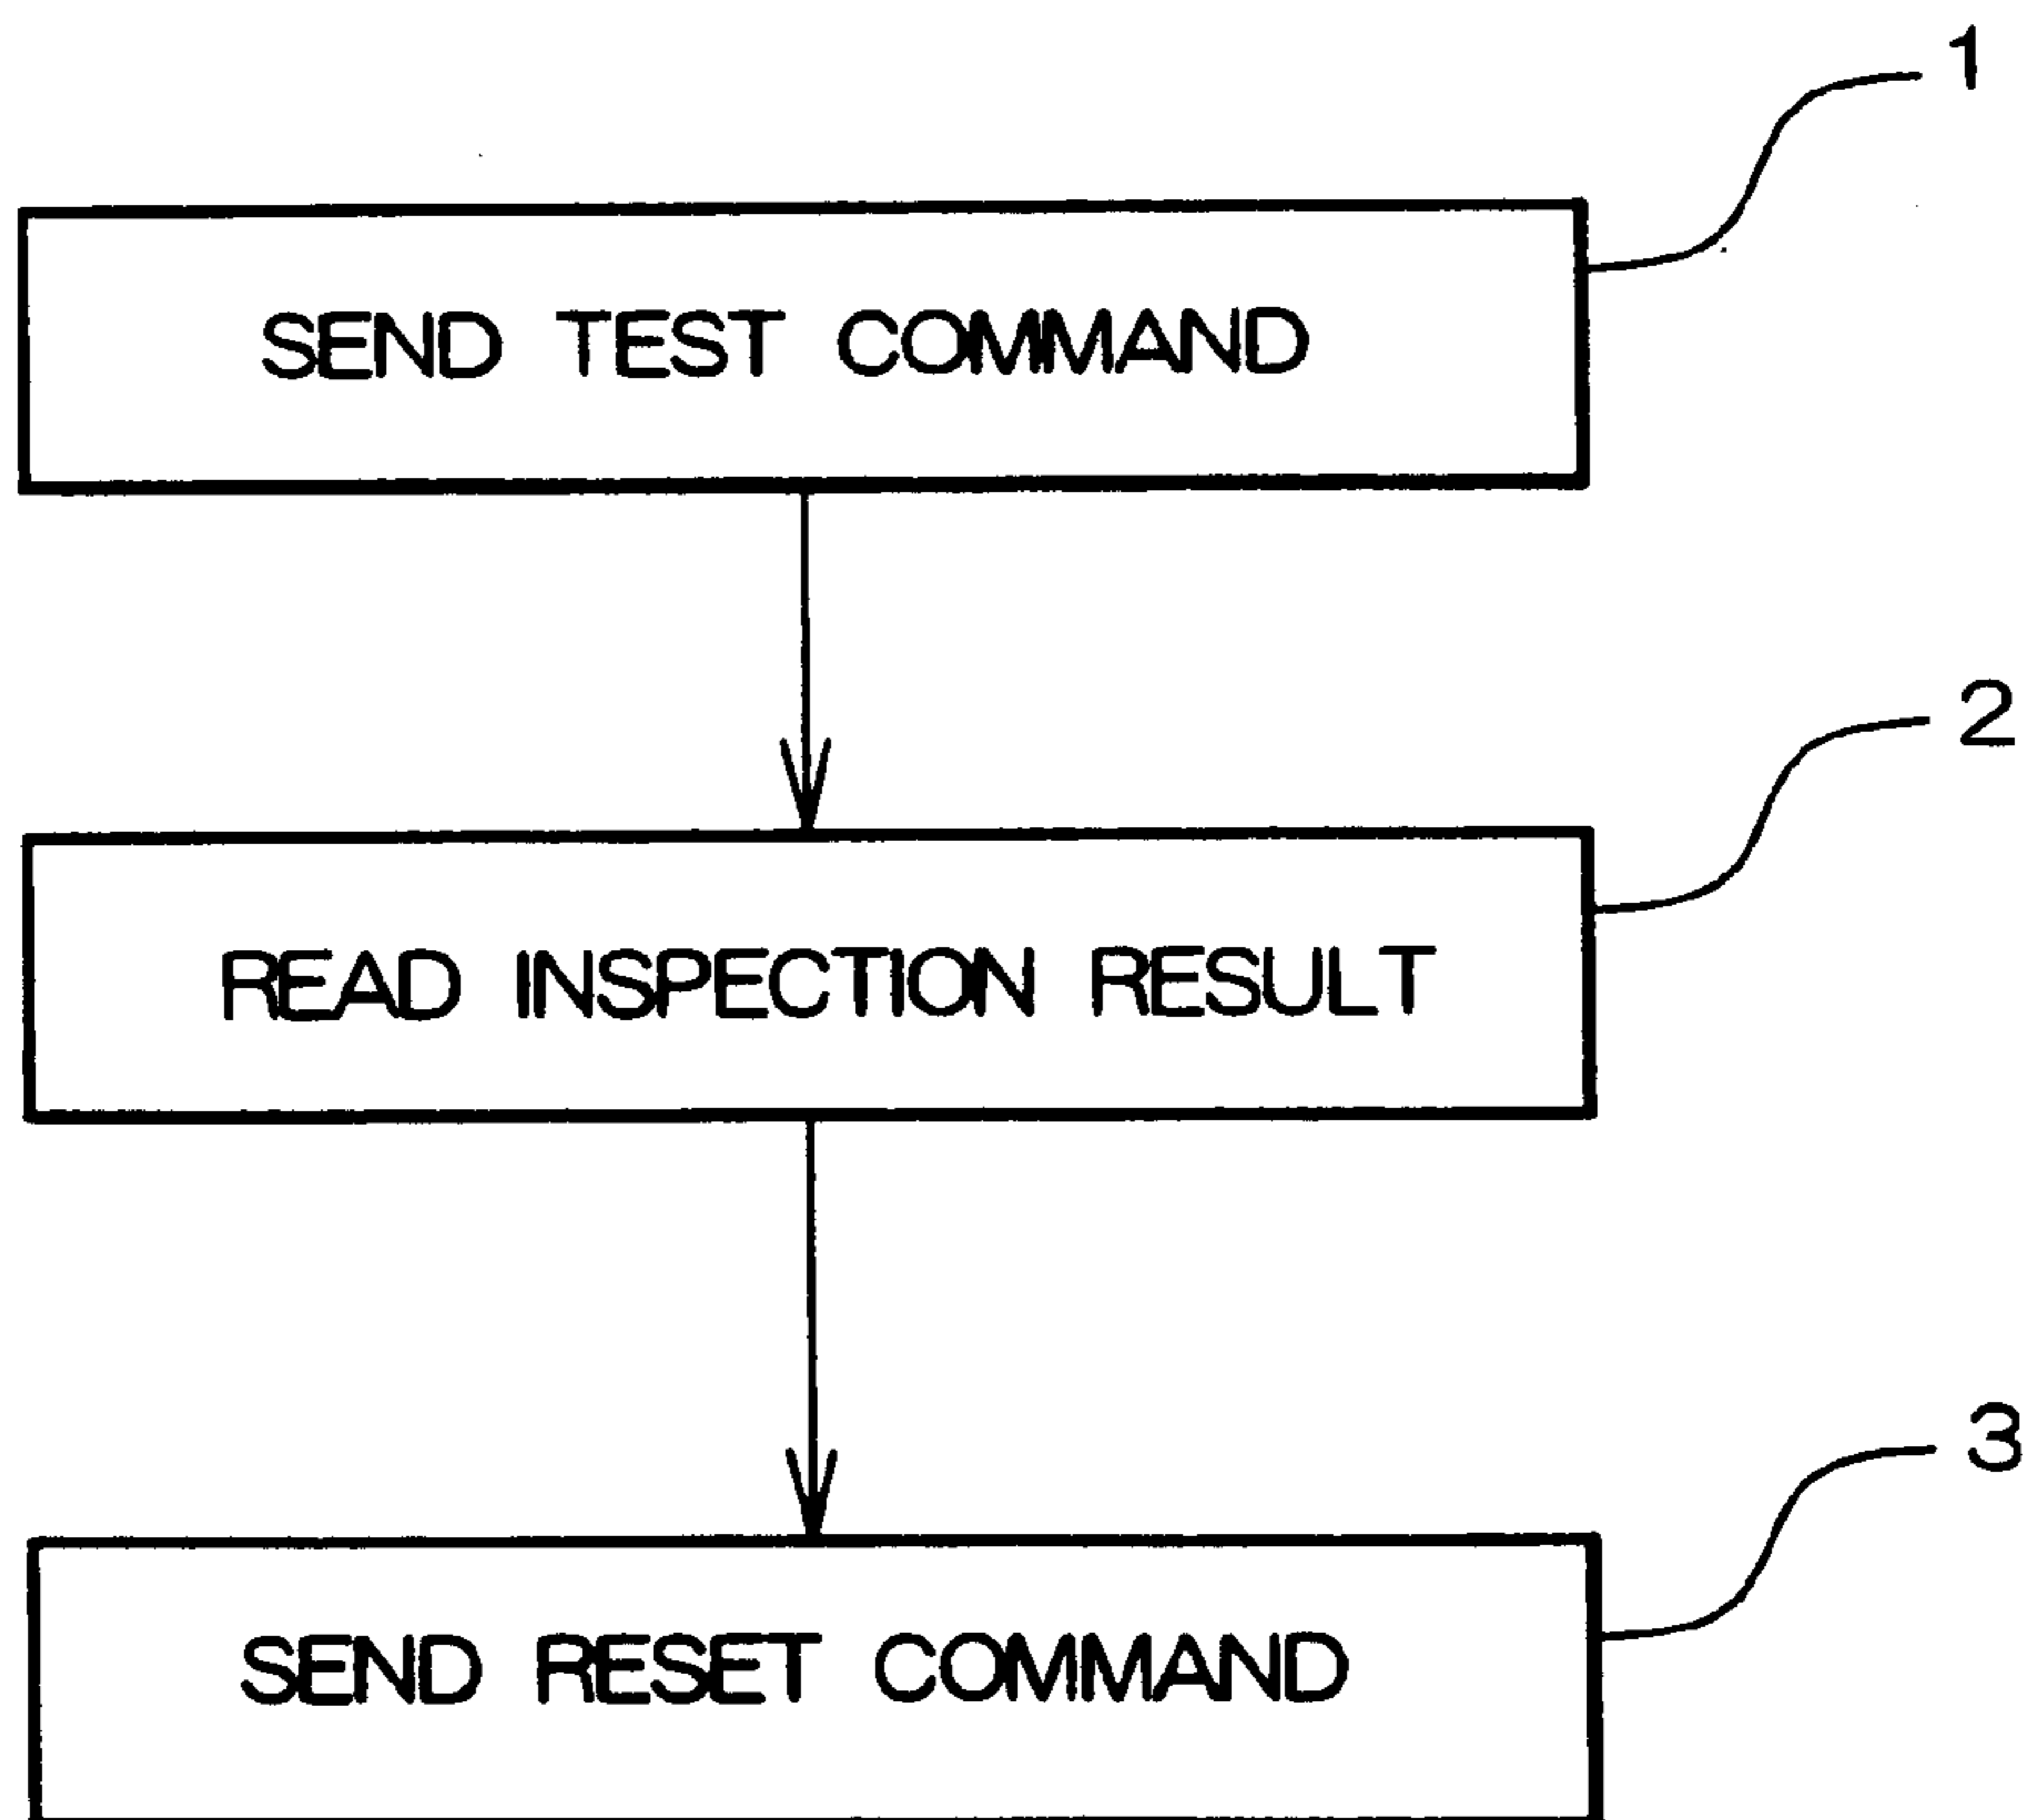 1
SEND TEST COMMAND
2
READ INSPECTION RESULT
3
SEND RESET COMMAND